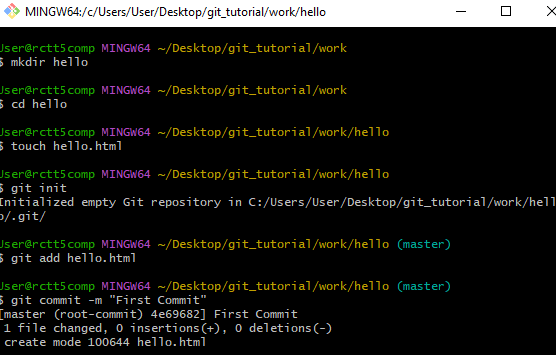 MINGW64:/c/Users/User/Desktop/git_tutorial/work/hello
User@rctt5comp MINGW64 ~/Desktop/git_tutorial/work
$ mkdir hello
User@rctt5comp MINGW64 ~/Desktop/git_tutorial/work
$ cd hello
User@rctt5comp MINGW64 ~/Desktop/git_tutorial/work/hello
$ touch hello.html
User@rctt5comp MINGW64 ~/Desktop/git_tutorial/work/hello
$ git init
Initialized empty Git repository in C:/Users/User/Desktop/git_tutorial/work/hell
o/.git/
User@rctt5comp MINGW64 ~/Desktop/git_tutorial/work/hello (master)
$ git add hello.html
User@rctt5comp MINGW64 ~/Desktop/git_tutorial/work/hello (master)
$ git commit -m "First Commit"
[master (root-commit) 4e69682] First Commit
1 file changed, 0 insertions(+), 0 deletions(-)
create mode 100644 hello.html